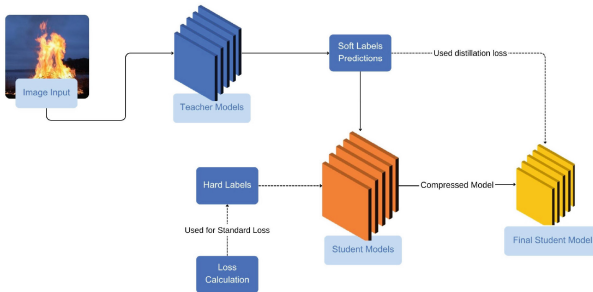 Image Input
Teacher Models
Soft Labels
Predictions
Used distillation loss
Hard Labels
Used for Standard Loss
Loss
Calculation
Student Models
Compressed Model
Final Student Model